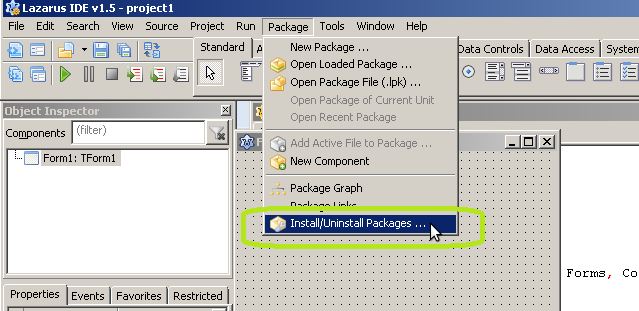 Lazarus IDE v1.5 - project1
File Edit Search View Source Project Run Package Tools Window Help
Standard
Data Controls Data Access
New Package ...
Open Loaded Package ...
Open Package File (.lpk) ...
Open Package of Current Unit
Open Recent Package
Add Active File to Package ...
New Component
Package Graph
Package Links
Install/Uninstall Packages ...
Object Inspector
Components (filter)
Form1: TForm1
Properties Events Favorites Restricted
Forms, Co